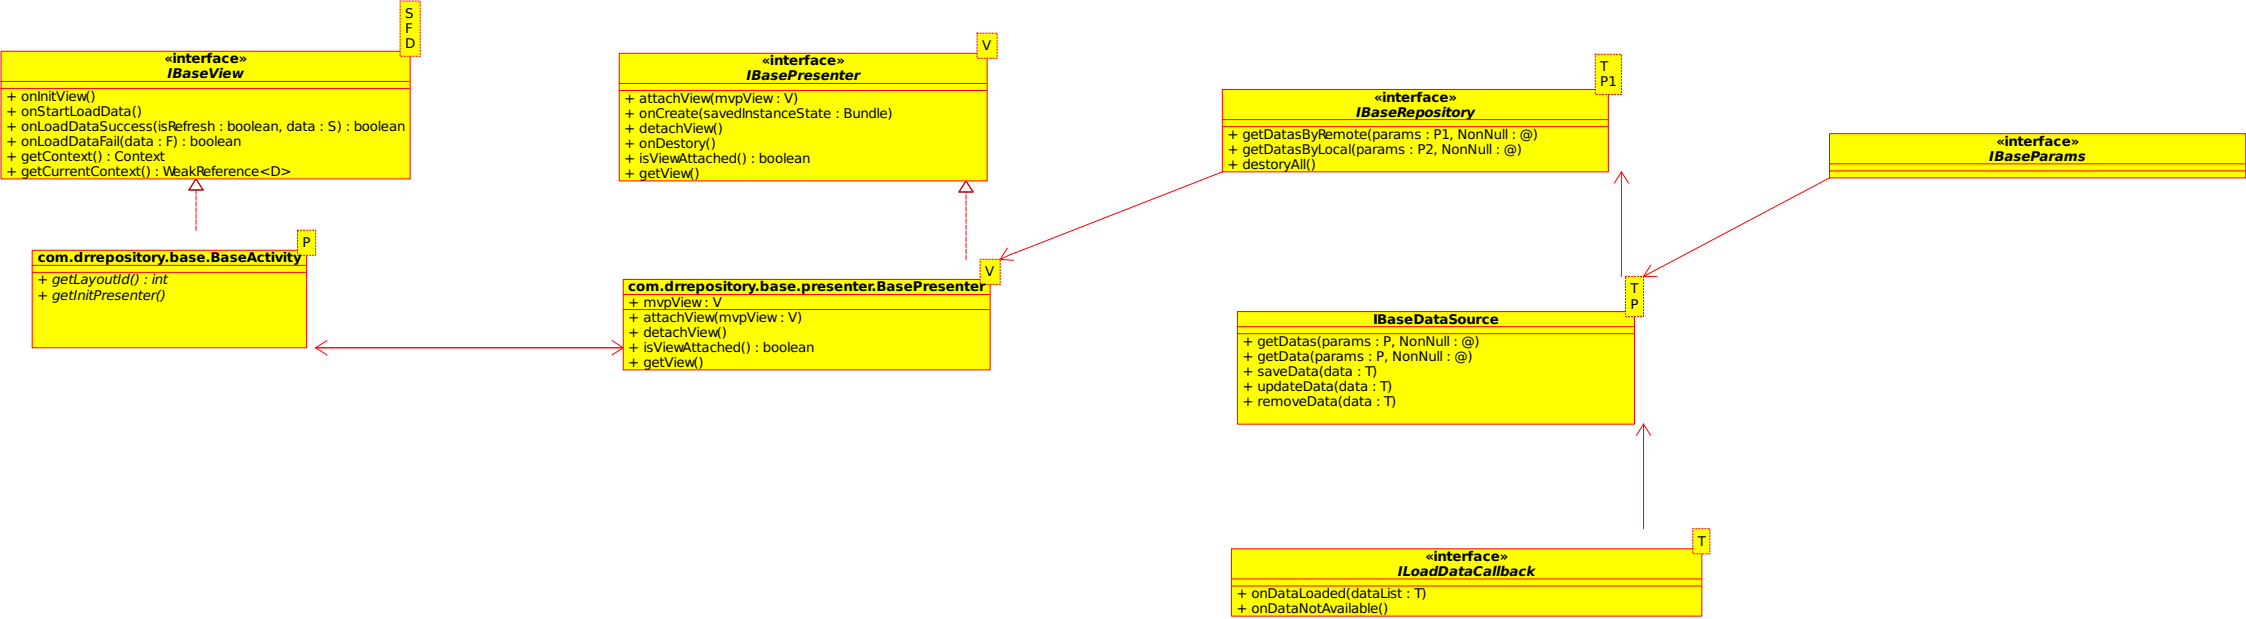 S
F
D
«interface»
IBaseView
+ onInitView()
+ onStartLoadData()
+ onLoadDataSuccess(isRefresh : boolean, data : S) : boolean
+ onLoadDataFail(data : F) : boolean
+ getContext() : Context
+ getCurrentContext() : WeakReference<D>
P
com.drrepository.base.BaseActivity
+ getLayoutId() : int
+ getInitPresenter()
V
«interface»
IBasePresenter
+ attachView(mvpView : V)
+ onCreate(savedInstanceState : Bundle)
+ detachView()
+ onDestory()
+ isViewAttached() : boolean
+ getView()
V
com.drrepository.base.presenter.BasePresenter
+ mvpView : V
+ attachView(mvpView : V)
+ detachView()
+ isViewAttached() : boolean
+ getView()
T
P1
«interface»
IBaseRepository
+ getDatasByRemote(params : P1, NonNull : @)
+ getDatasByLocal(params : P2, NonNull : @)
+ destoryAll()
«interface»
IBaseParams
T
P
IBaseDataSource
+ getDatas(params : P, NonNull : @)
+ getData(params : P, NonNull : @)
+ saveData(data : T)
+ updateData(data : T)
+ removeData(data : T)
T
«interface»
ILoadDataCallback
+ onDataLoaded(dataList : T)
+ onDataNotAvailable()